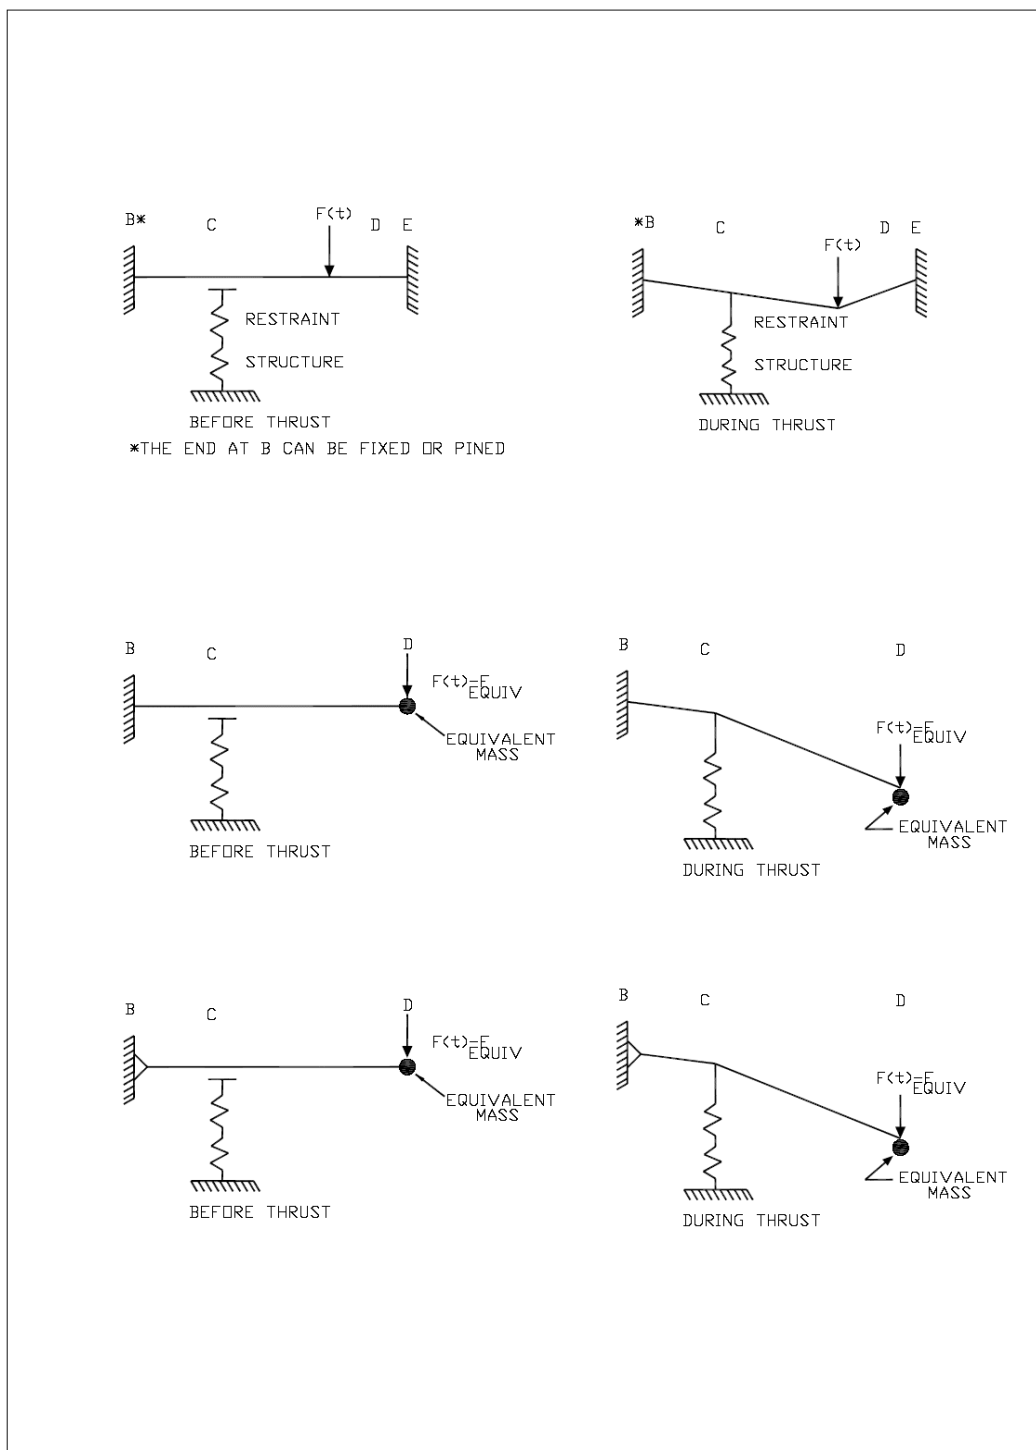 B* C F(t) D E
RESTRAINT
STRUCTURE
BEFORE THRUST
*THE END AT B CAN BE FIXED OR PINED
*B C D E
F(t)
RESTRAINT
STRUCTURE
DURING THRUST
B C D
F(t)=F
EQUIV
EQUIVALENT
MASS
BEFORE THRUST
B C D
F(t)=F
EQUIV
EQUIVALENT
MASS
DURING THRUST
B C D
F(t)=F
EQUIV
EQUIVALENT
MASS
BEFORE THRUST
B C D
F(t)=F
EQUIV
EQUIVALENT
MASS
DURING THRUST